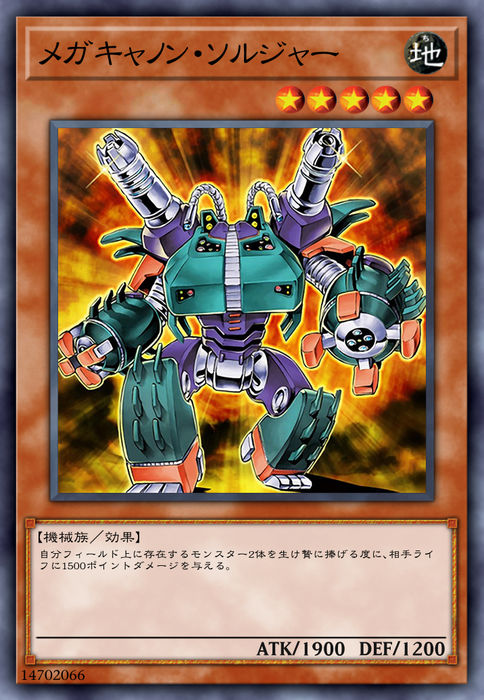 メガキャノン・ソルジャー
ち
地
【機械族／効果】
自分フィールド上に存在するモンスター2体を生け贄に捧げる度に、相手ライ
フに1500ポイントダメージを与える。
ATK/1900 DEF/1200
14702066